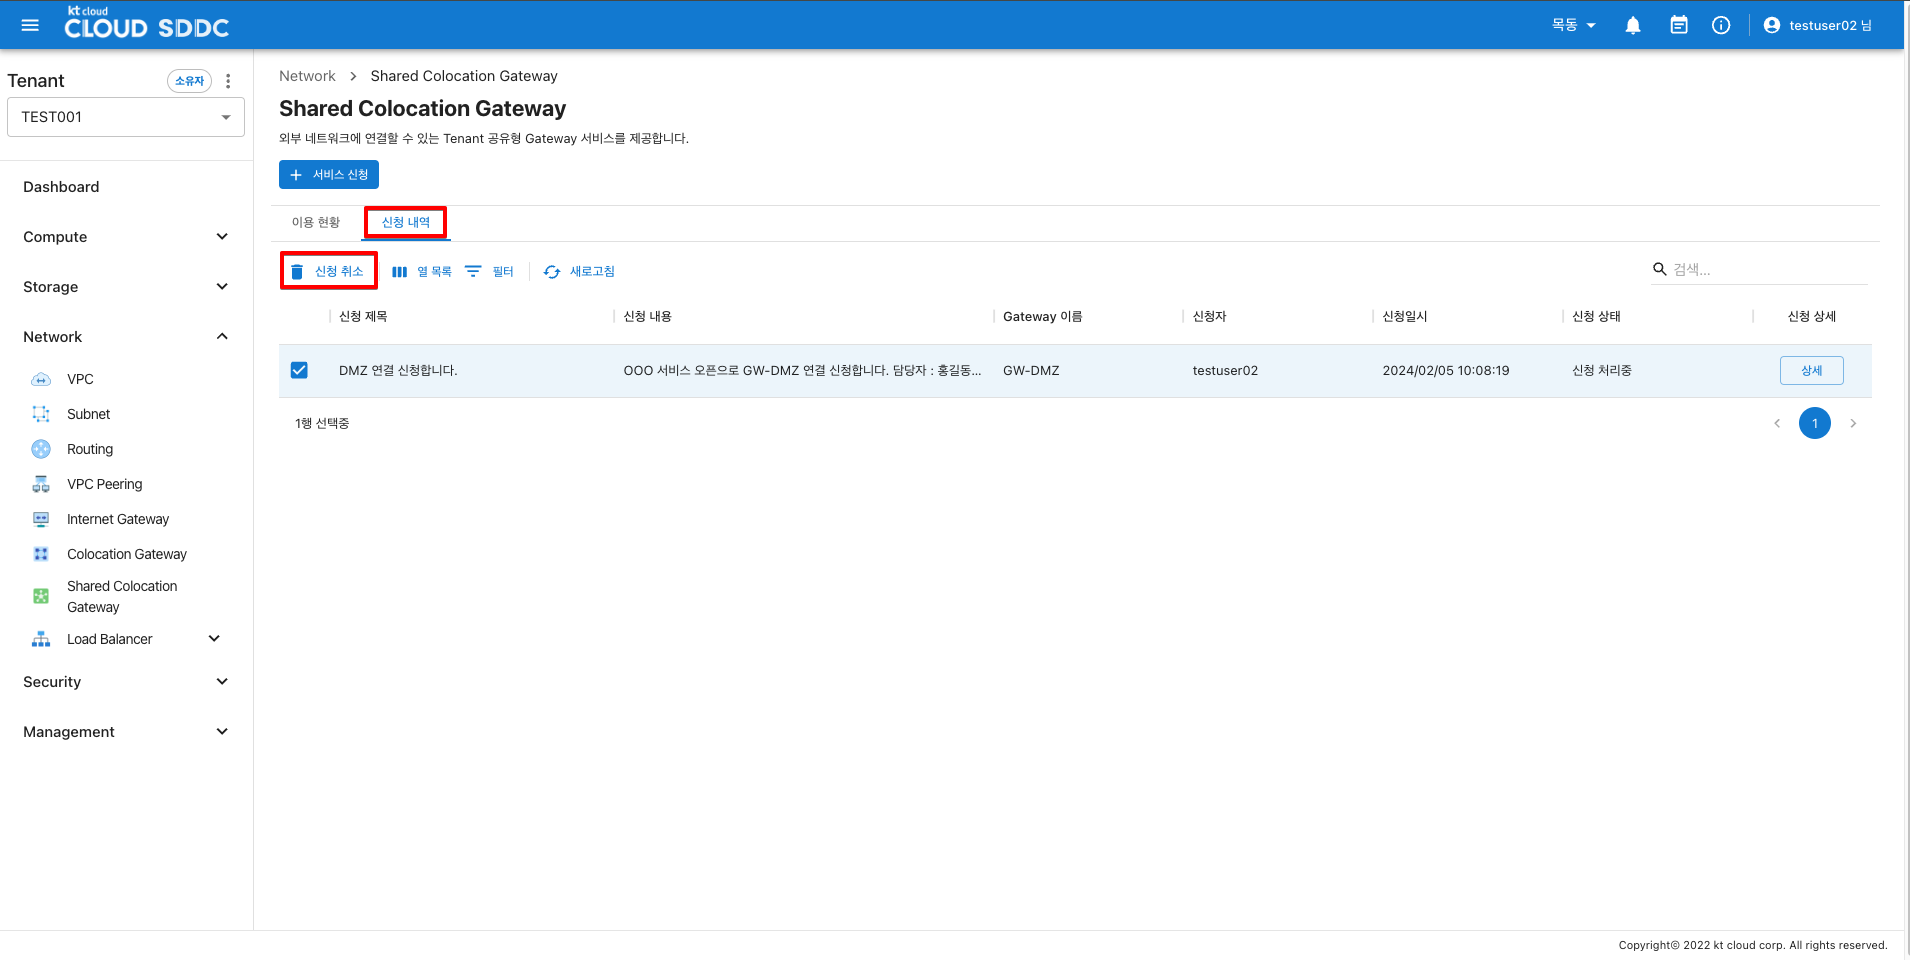 kt cloud
CLOUD SDDC
목동
testuser02 님
Tenant
소유자
TEST001
Dashboard
Compute
Storage
Network
VPC
Subnet
Routing
VPC Peering
Internet Gateway
Colocation Gateway
Shared Colocation
Gateway
Load Balancer
Security
Management
Network > Shared Colocation Gateway
Shared Colocation Gateway
외부 네트워크에 연결할 수 있는 Tenant 공유형 Gateway 서비스를 제공합니다.
+ 서비스 신청
이용 현황 신청 내역
신청 취소 열 목록 필터 새로고침 검색...
신청 제목 신청 내용 Gateway 이름 신청자 신청일시 신청 상태 신청 상세
DMZ 연결 신청합니다. OOO 서비스 오픈으로 GW-DMZ 연결 신청합니다. 담당자 : 홍길동... GW-DMZ testuser02 2024/02/05 10:08:19 신청 처리중 상세
1행 선택중 1
Copyright© 2022 kt cloud corp. All rights reserved.